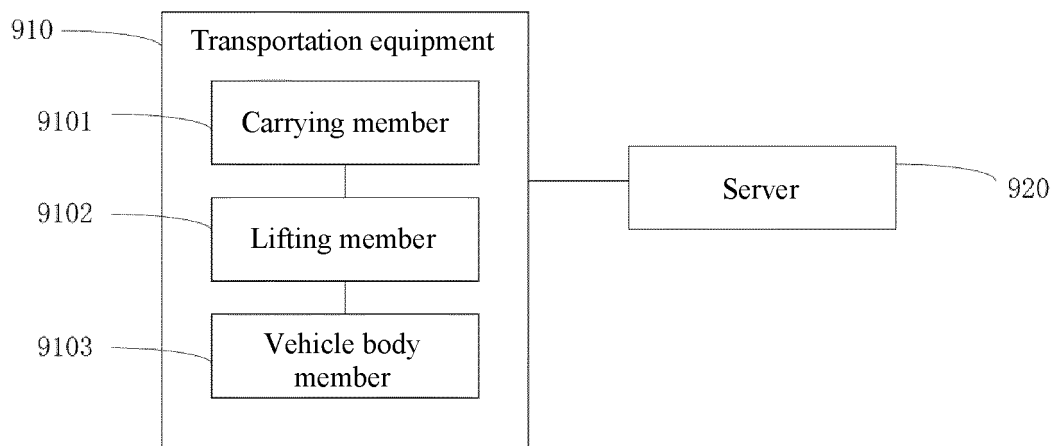 910
Transportation equipment
9101
Carrying member
9102
Lifting member
9103
Vehicle body
member
Server
920